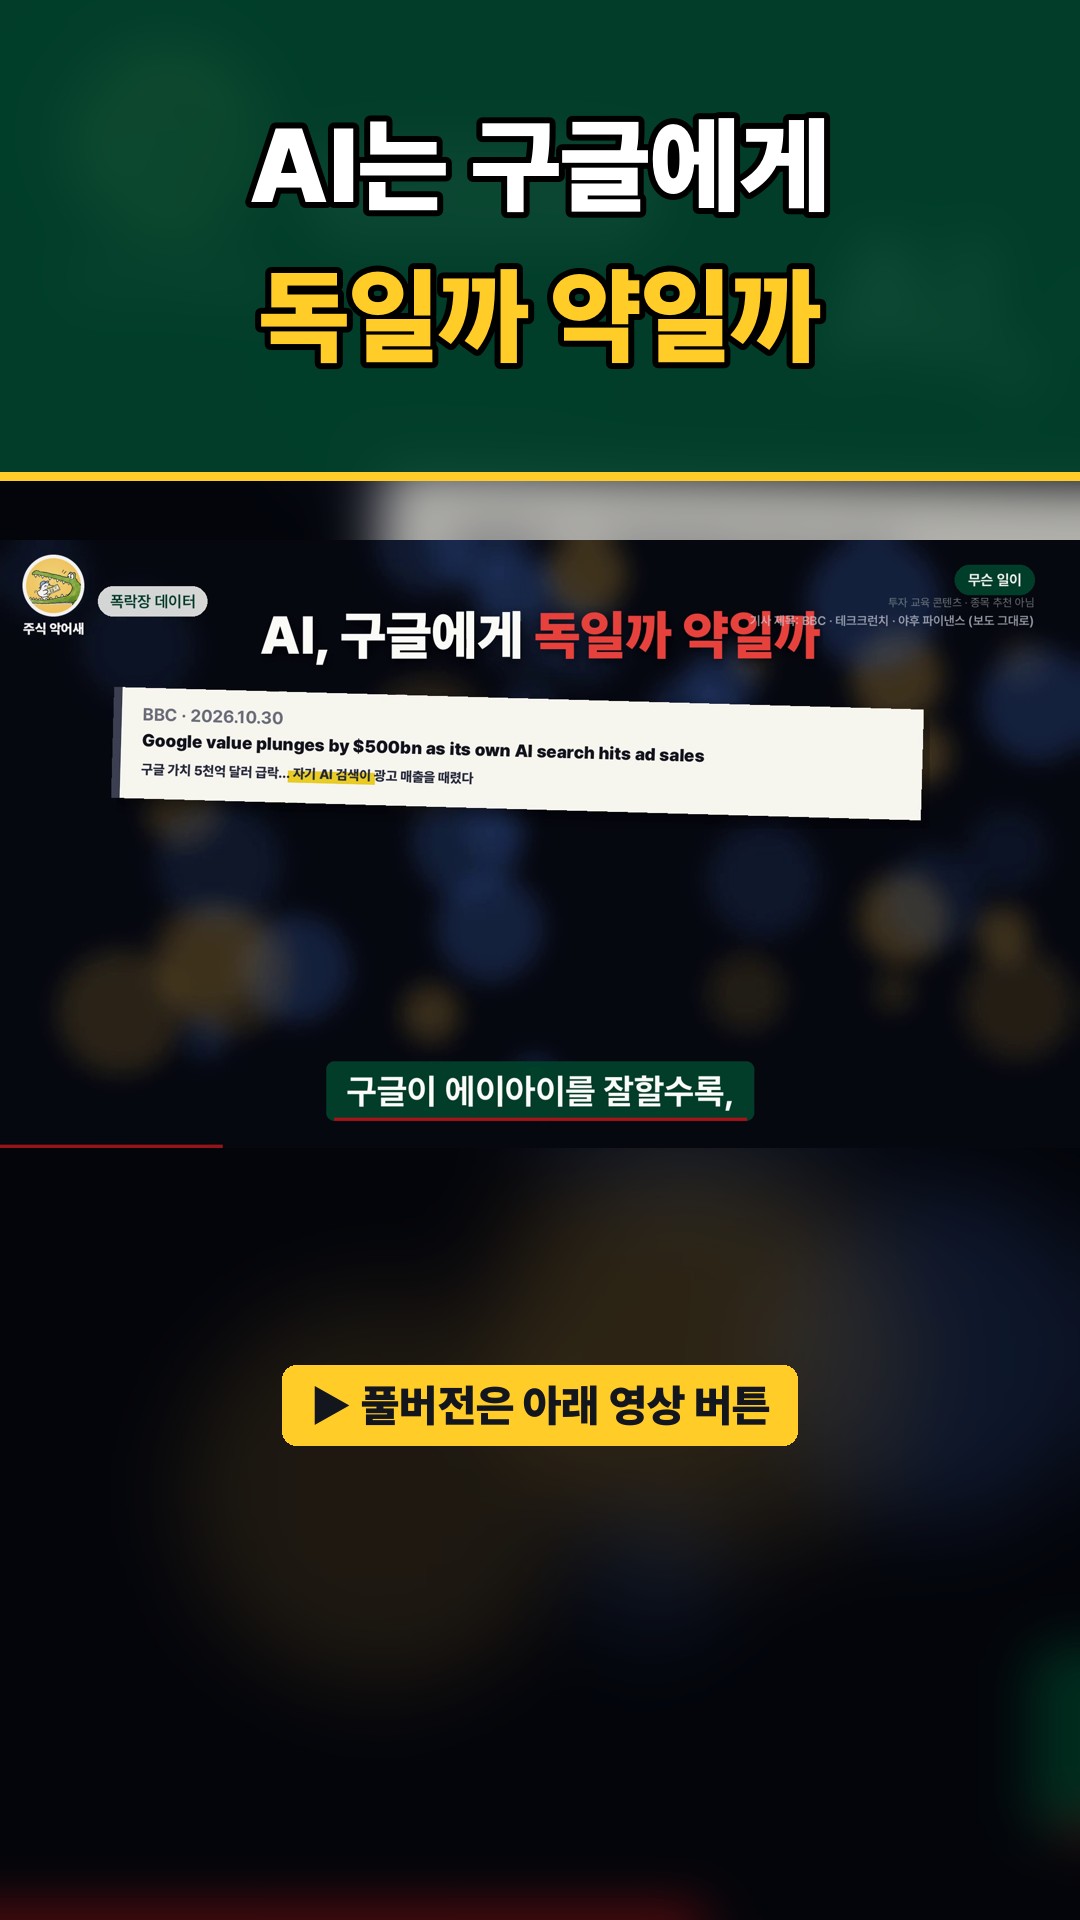 AI는 구글에게
독일까 약일까
주식 악어새
폭락장 데이터
무슨 일이
투자 교육 콘텐츠 · 종목 추천 아님
기사 제목: BBC · 테크크런치 · 야후 파이낸스 (보도 그대로)
AI, 구글에게 독일까 약일까
BBC · 2026.10.30
Google value plunges by $500bn as its own AI search hits ad sales
구글 가치 5천억 달러 급락... 자기 AI 검색이 광고 매출을 때렸다
구글이 에이아이를 잘할수록,
▶ 풀버전은 아래 영상 버튼